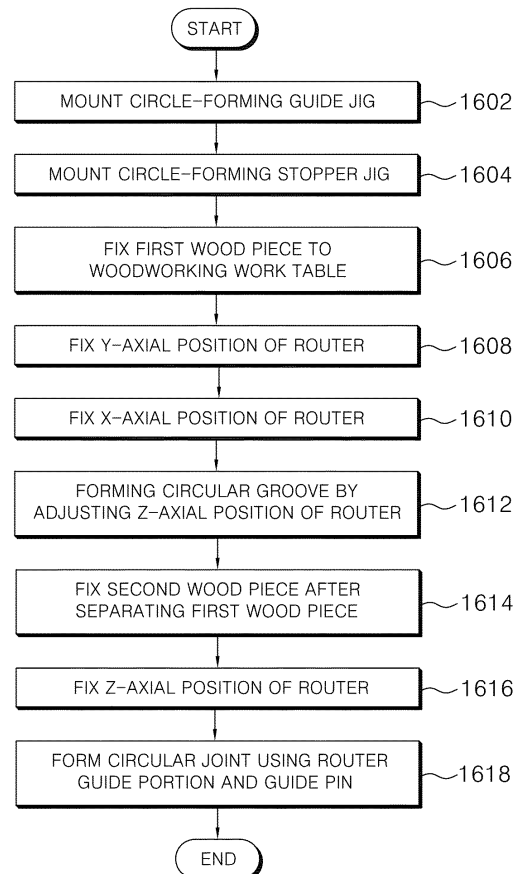 START
MOUNT CIRCLE-FORMING GUIDE JIG
1602
MOUNT CIRCLE-FORMING STOPPER JIG
1604
FIX FIRST WOOD PIECE TO
WOODWORKING WORK TABLE
1606
FIX Y-AXIAL POSITION OF ROUTER
1608
FIX X-AXIAL POSITION OF ROUTER
1610
FORMING CIRCULAR GROOVE BY
ADJUSTING Z-AXIAL POSITION OF ROUTER
1612
FIX SECOND WOOD PIECE AFTER
SEPARATING FIRST WOOD PIECE
1614
FIX Z-AXIAL POSITION OF ROUTER
1616
FORM CIRCULAR JOINT USING ROUTER
GUIDE PORTION AND GUIDE PIN
1618
END